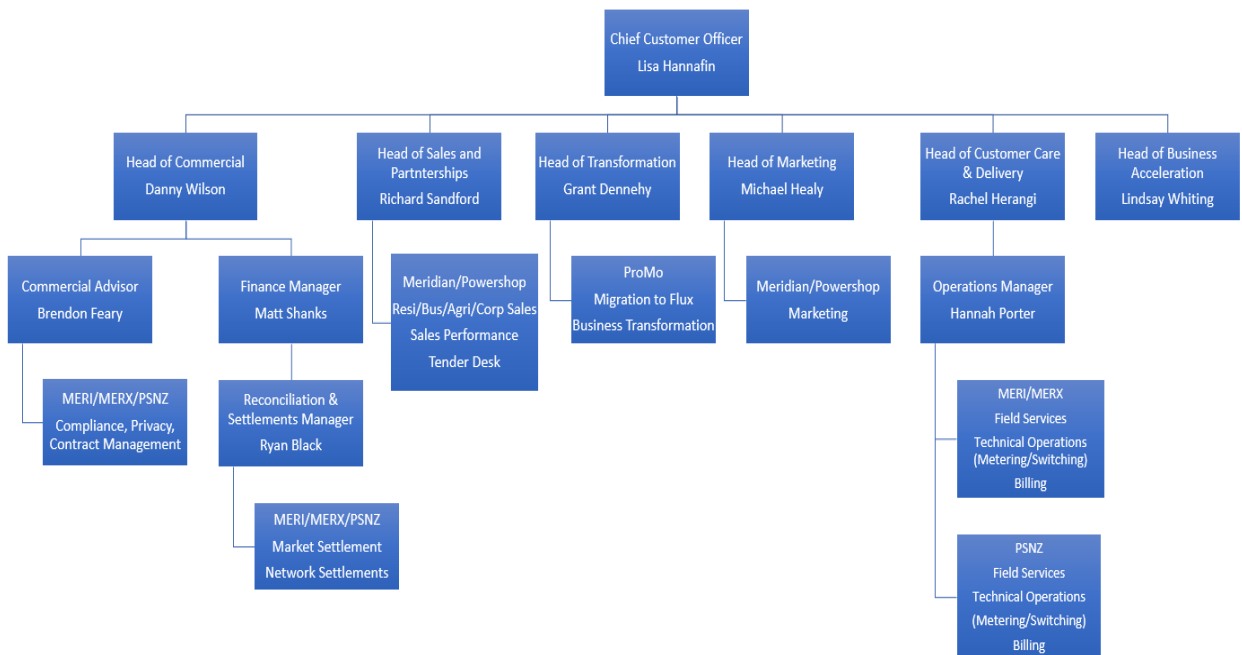 Chief Customer Officer
Lisa Hannafin
Head of Commercial
Danny Wilson
Head of Sales and
Partnterships
Richard Sandford
Head of Transformation
Grant Dennehy
Head of Marketing
Michael Healy
Head of Customer Care
& Delivery
Rachel Herangi
Head of Business
Acceleration
Lindsay Whiting
Commercial Advisor
Brendon Feary
Finance Manager
Matt Shanks
Meridian/Powershop
Resi/Bus/Agri/Corp Sales
Sales Performance
Tender Desk
ProMo
Migration to Flux
Business Transformation
Meridian/Powershop
Marketing
Operations Manager
Hannah Porter
MERI/MERX/PSNZ
Compliance, Privacy,
Contract Management
Reconciliation &
Settlements Manager
Ryan Black
MERI/MERX
Field Services
Technical Operations
(Metering/Switching)
Billing
MERI/MERX/PSNZ
Market Settlement
Network Settlements
PSNZ
Field Services
Technical Operations
(Metering/Switching)
Billing